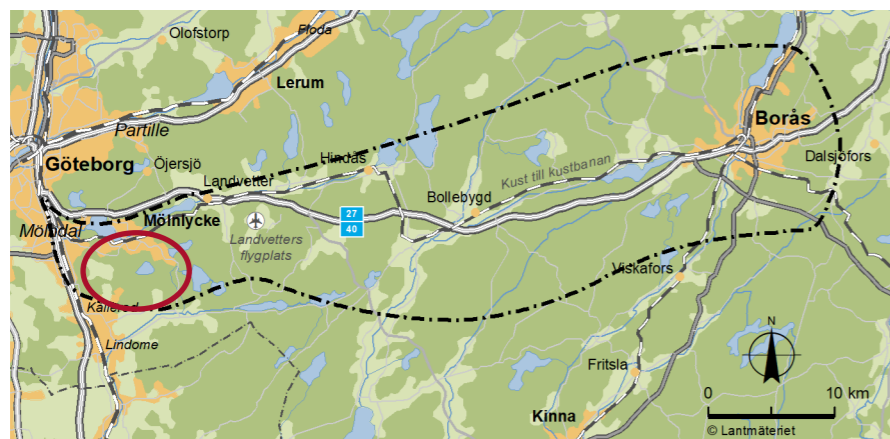 Olofstorp
Floda
Lerum
Partille
Göteborg
Öjersjö
Borås
Dalsjöfors
Hindås
Kust till kustbanan
Landvetter
Bollebygd
Mölnlycke
27
40
Mölndal
Landvetters
flygplats
Viskafors
Kållered
Lindome
N
Fritsla
0
10 km
Kinna
© Lantmäteriet